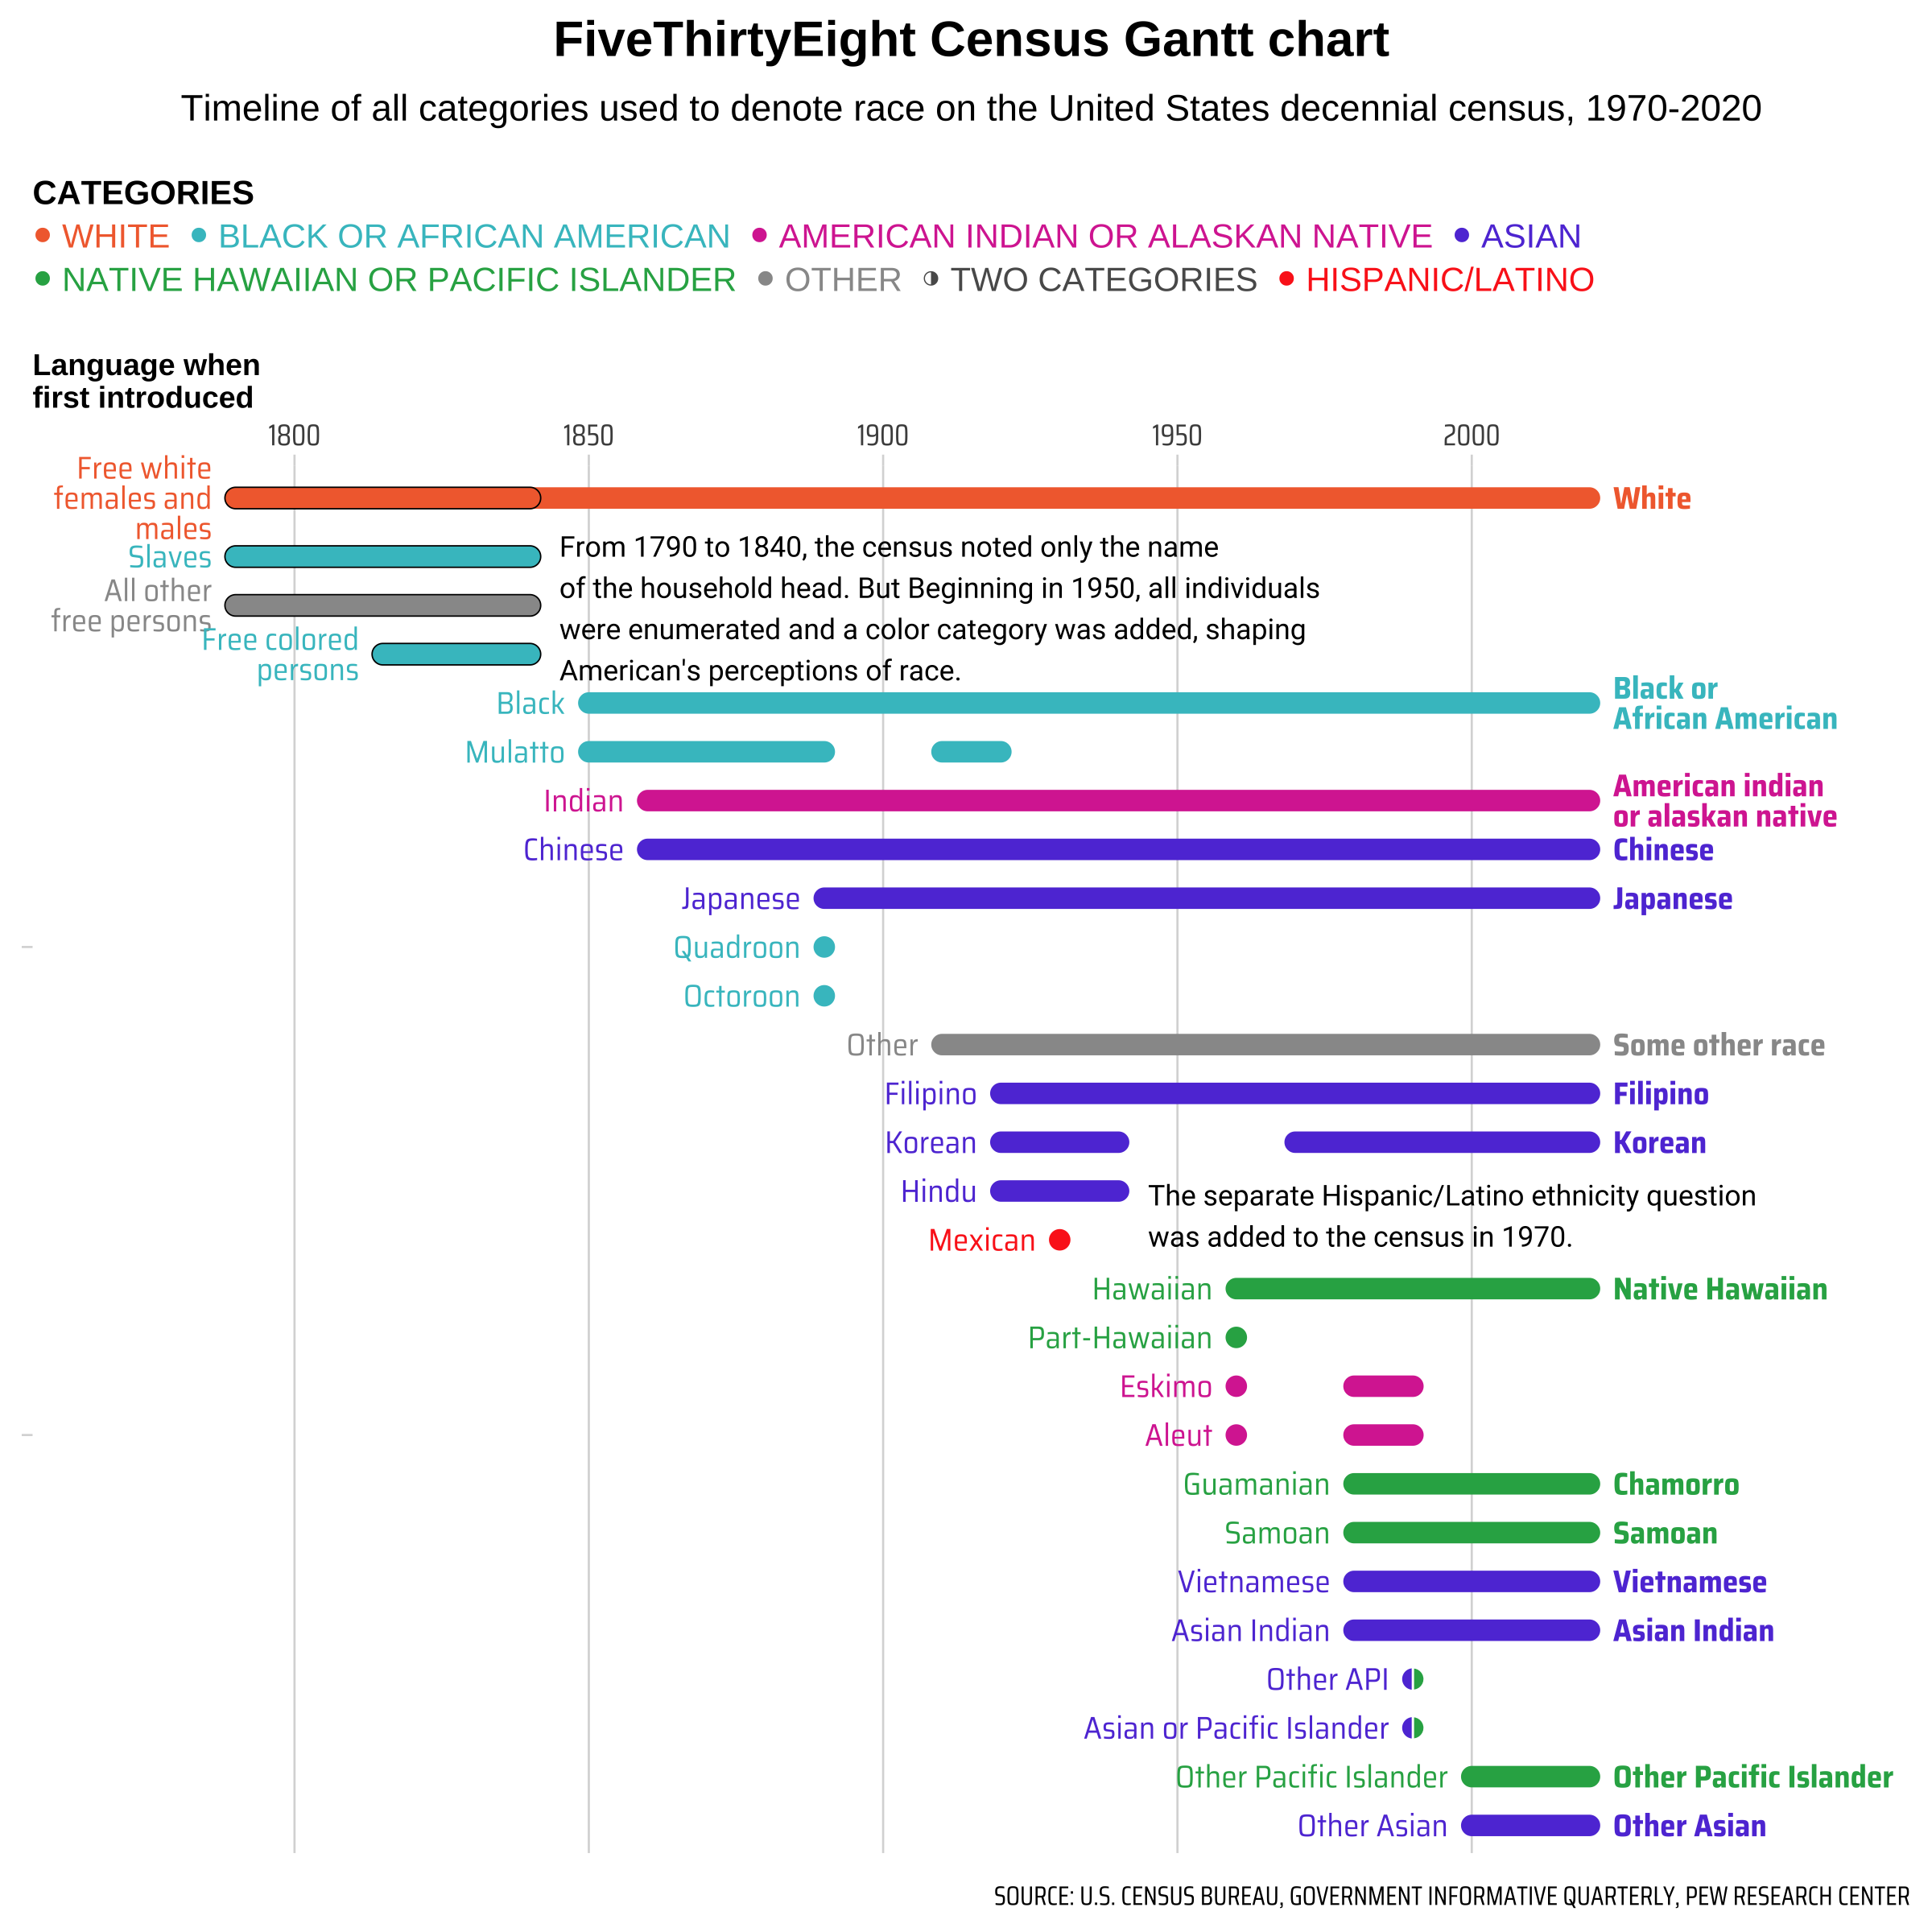 FiveThirtyEight Census Gantt chart
Timeline of all categories used to denote race on the United States decennial census, 1970-2020
CATEGORIES
WHITE BLACK OR AFRICAN AMERICAN AMERICAN INDIAN OR ALASKAN NATIVE ASIAN
NATIVE HAWAIIAN OR PACIFIC ISLANDER OTHER TWO CATEGORIES HISPANIC/LATINO
Language when
first introduced
1800 1850 1900 1950 2000
Free white
females and
males
White
Slaves
All other
free persons
Free colored
persons
From 1790 to 1840, the census noted only the name
of the household head. But Beginning in 1950, all individuals
were enumerated and a color category was added, shaping
American's perceptions of race.
Black
Black or
African American
Mulatto
Indian
American indian
or alaskan native
Chinese Chinese
Japanese Japanese
Quadroon
Octoroon
Other Some other race
Filipino Filipino
Korean Korean
Hindu
Mexican
The separate Hispanic/Latino ethnicity question
was added to the census in 1970.
Hawaiian Native Hawaiian
Part-Hawaiian
Eskimo
Aleut
Guamanian Chamorro
Samoan Samoan
Vietnamese Vietnamese
Asian Indian Asian Indian
Other API
Asian or Pacific Islander
Other Pacific Islander Other Pacific Islander
Other Asian Other Asian
SOURCE: U.S. CENSUS BUREAU, GOVERNMENT INFORMATIVE QUARTERLY, PEW RESEARCH CENTER